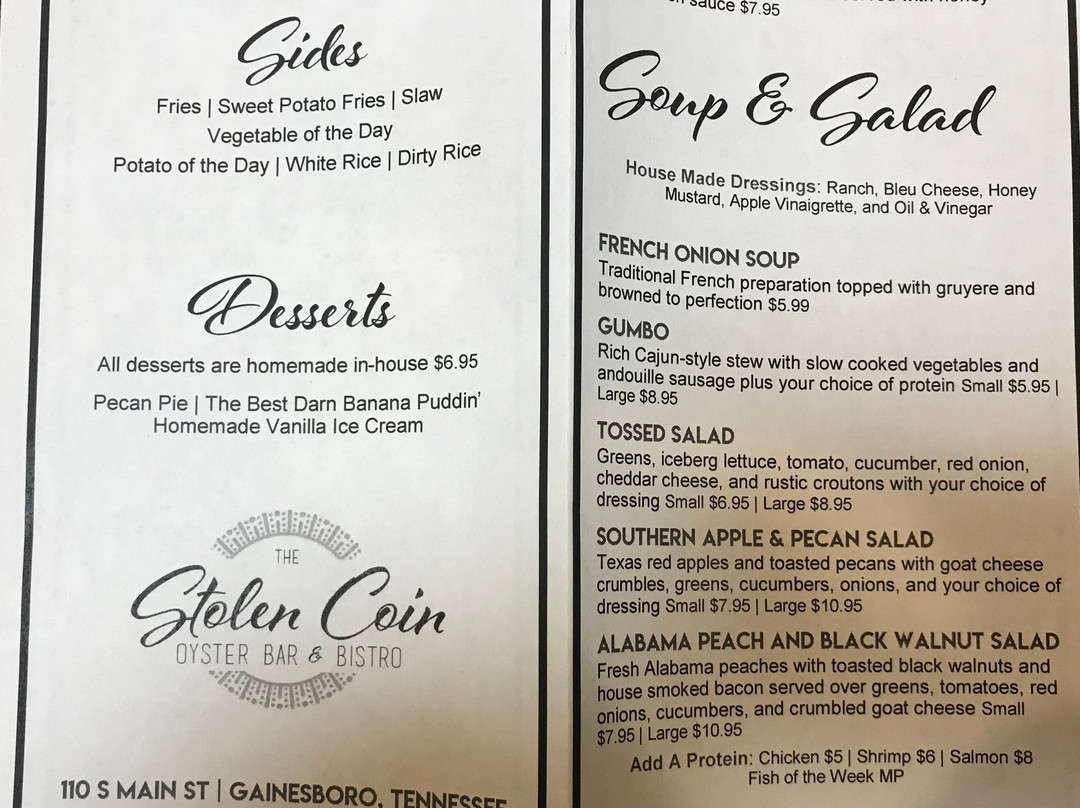 Sides
Fries | Sweet Potato Fries | Slaw
Vegetable of the Day
Potato of the Day | White Rice | Dirty Rice
Desserts
All desserts are homemade in-house $6.95
Pecan Pie | The Best Darn Banana Puddin'
Homemade Vanilla Ice Cream
THE
Stolen Coin
OYSTER BAR & BISTRO
110 S MAIN ST | GAINESBORO, TENNESSEE
sauce $7.95
Soup & Salad
House Made Dressings: Ranch, Bleu Cheese, Honey
Mustard, Apple Vinaigrette, and Oil & Vinegar
FRENCH ONION SOUP
Traditional French preparation topped with gruyere and
browned to perfection $5.99
GUMBO
Rich Cajun-style stew with slow cooked vegetables and
andouille sausage plus your choice of protein Small $5.95 |
Large $8.95
TOSSED SALAD
Greens, iceberg lettuce, tomato, cucumber, red onion,
cheddar cheese, and rustic croutons with your choice of
dressing Small $6.95 | Large $8.95
SOUTHERN APPLE & PECAN SALAD
Texas red apples and toasted pecans with goat cheese
crumbles, greens, cucumbers, onions, and your choice of
dressing Small $7.95 | Large $10.95
ALABAMA PEACH AND BLACK WALNUT SALAD
Fresh Alabama peaches with toasted black walnuts and
house smoked bacon served over greens, tomatoes, red
onions, cucumbers, and crumbled goat cheese Small
$7.95 | Large $10.95
Add A Protein: Chicken $5 | Shrimp $6 | Salmon $8
Fish of the Week MP